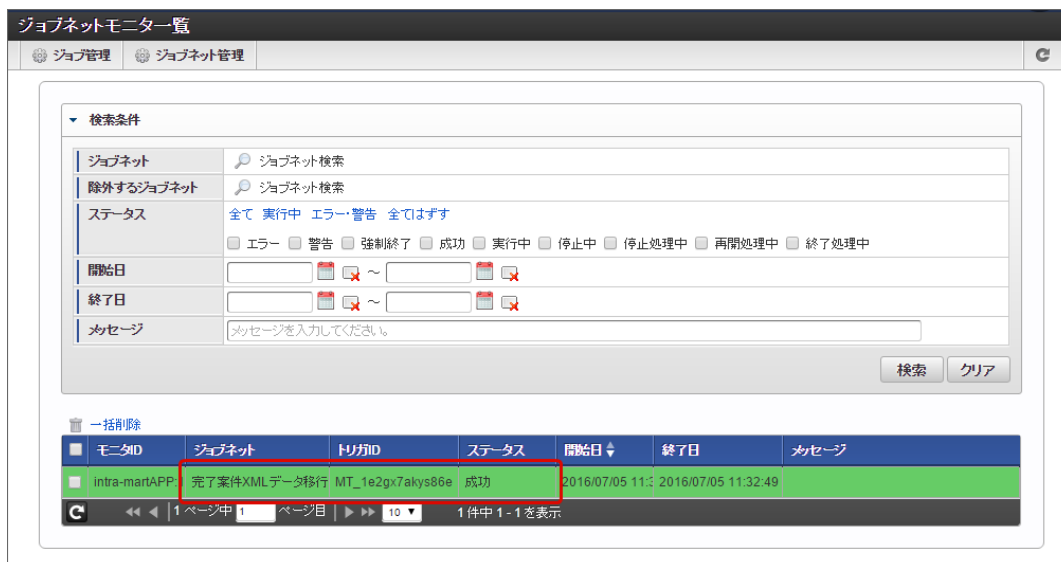 ジョブネットモニター覧
ジョブ管理 ジョブネット管理
検索条件
ジョブネット ジョブネット検索
除外するジョブネット ジョブネット検索
ステータス 全て 実行中 エラー・警告 全てはずす
エラー 警告 強制終了 成功 実行中 停止中 停止処理中 再開処理中 終了処理中
開始日 ～
終了日 ～
メッセージ メッセージを入力してください。
検索 クリア
一括削除
モニタID ジョブネット トリガID ステータス 開始日 終了日 メッセージ
intra-martAPP: 完了案件XMLデータ移行 MT_1e2gx7akys86e 成功 2016/07/05 11:3 2016/07/05 11:32:49
1 ページ中 1 ページ目 10 1 件中 1 - 1 を表示